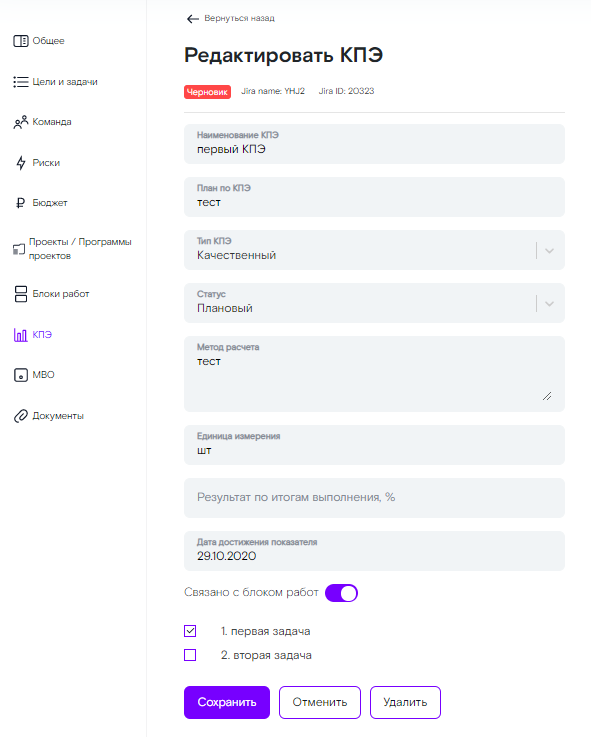 Общее
Цели и задачи
Команда
Риски
Бюджет
Проекты / Программы
проектов
Блоки работ
КПЭ
МВО
Документы
Вернуться назад
Редактировать КПЭ
Черновик Jira name: YHJ2 Jira ID: 20323
Наименование КПЭ
первый КПЭ
План по КПЭ
тест
Тип КПЭ
Качественный
Статус
Плановый
Метод расчета
тест
Единица измерения
шт
Результат по итогам выполнения, %
Дата достижения показателя
29.10.2020
Связано с блоком работ
1. первая задача
2. вторая задача
Сохранить Отменить Удалить